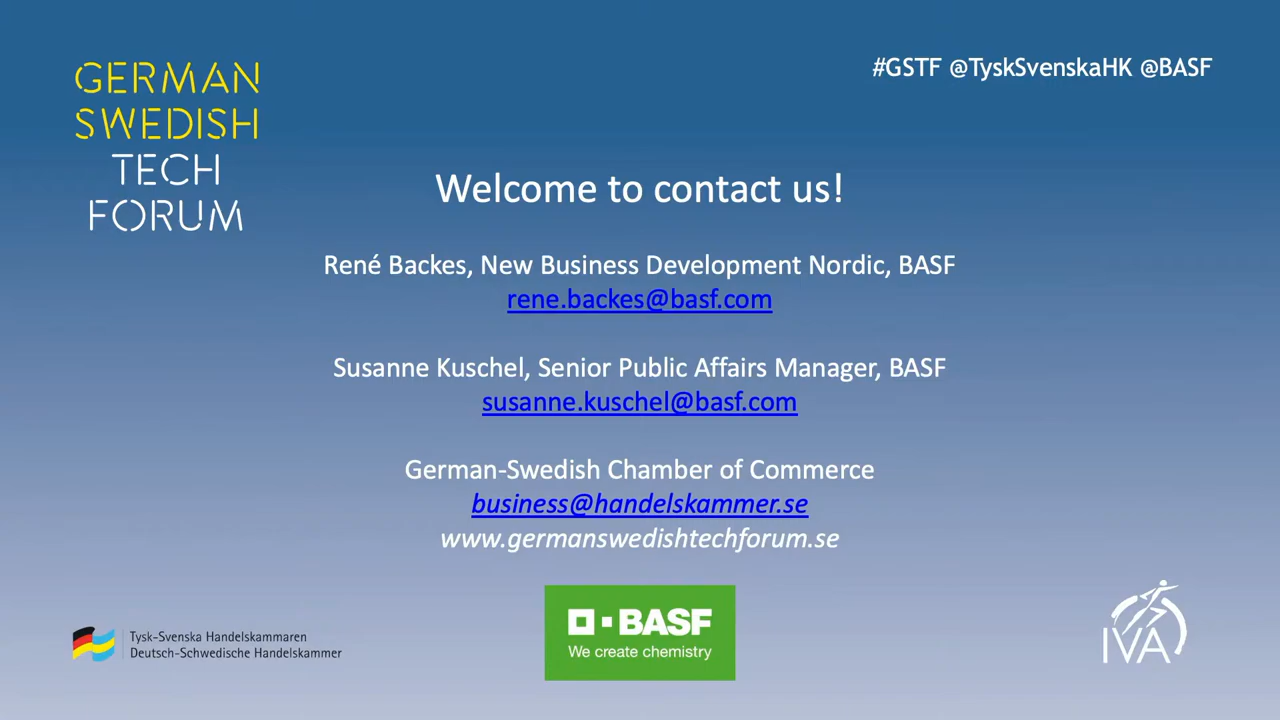 GERMAN
SWEDISH
TECH
FORUM
#GSTF @TyskSvenskaHK @BASF
Welcome to contact us!
René Backes, New Business Development Nordic, BASF
rene.backes@basf.com
Susanne Kuschel, Senior Public Affairs Manager, BASF
susanne.kuschel@basf.com
German-Swedish Chamber of Commerce
business@handelskammer.se
www.germanswedishtechforum.se
Tysk-Svenska Handelskammaren
Deutsch-Schwedische Handelskammer
BASF
We create chemistry
IVA